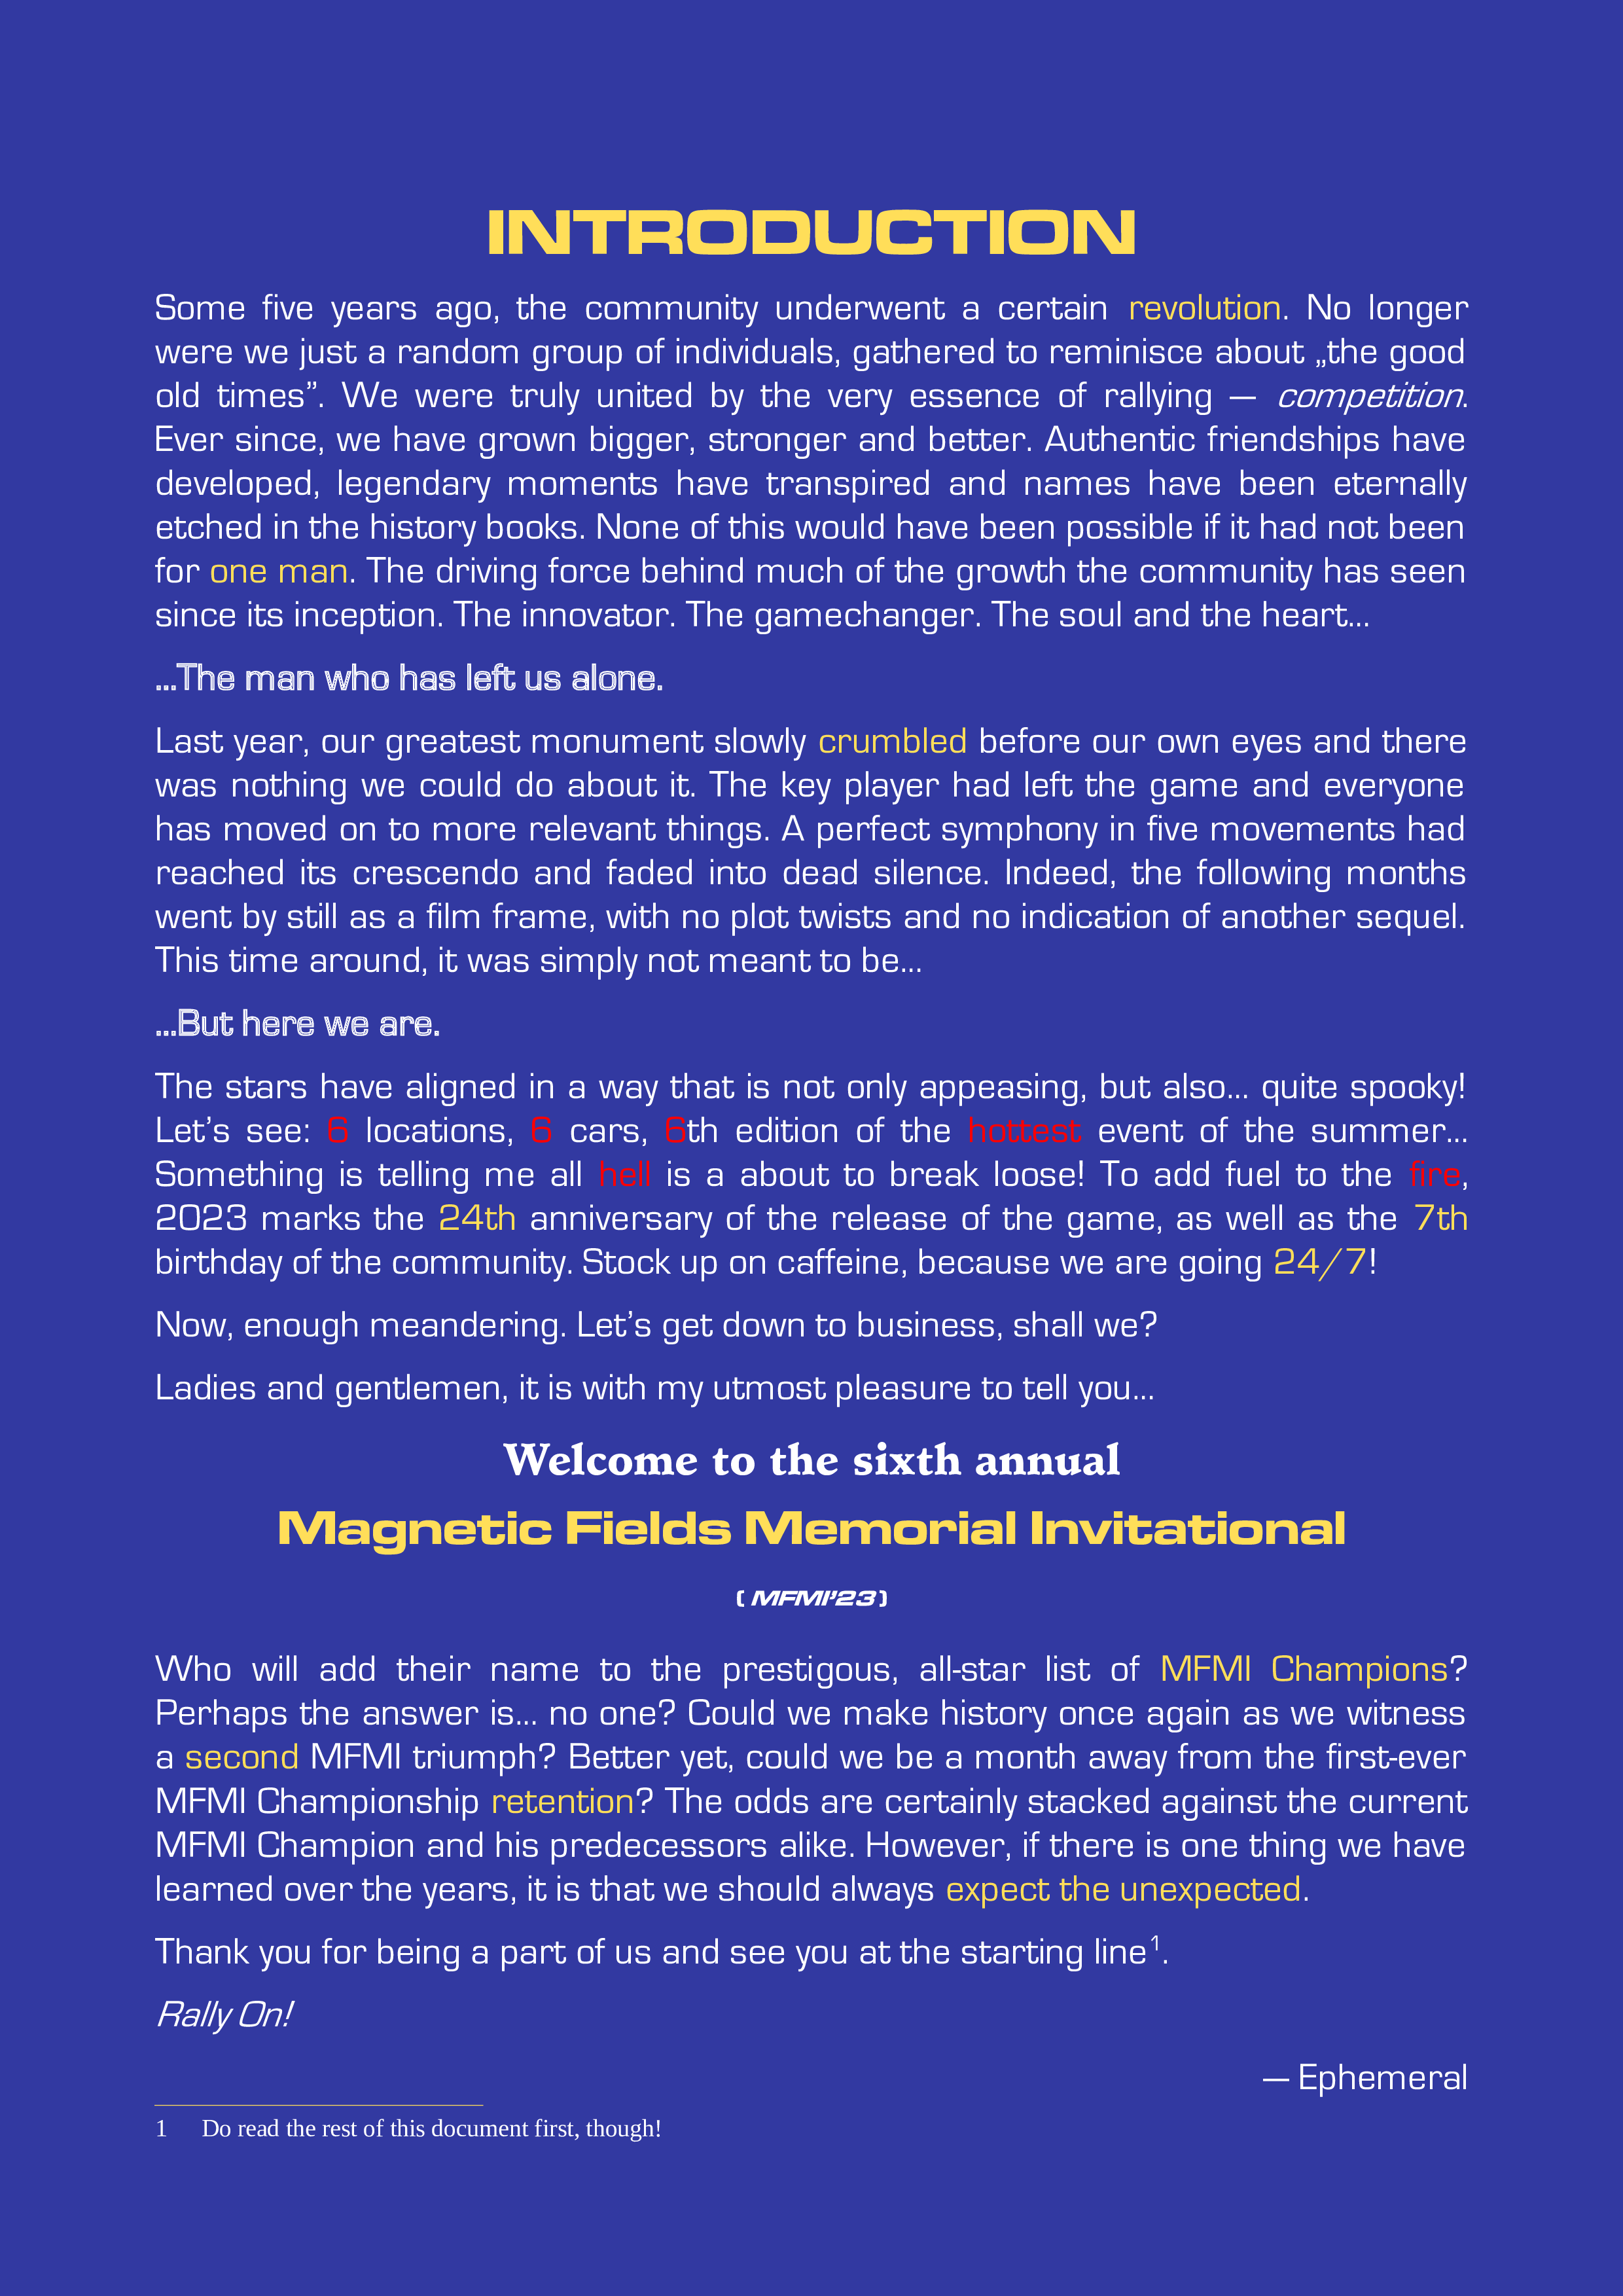 INTRODUCTION
Some five years ago, the community underwent a certain revolution. No longer
were we just a random group of individuals, gathered to reminisce about „the good
old times”. We were truly united by the very essence of rallying — competition.
Ever since, we have grown bigger, stronger and better. Authentic friendships have
developed, legendary moments have transpired and names have been eternally
etched in the history books. None of this would have been possible if it had not been
for one man. The driving force behind much of the growth the community has seen
since its inception. The innovator. The gamechanger. The soul and the heart...
...The man who has left us alone.
Last year, our greatest monument slowly crumbled before our own eyes and there
was nothing we could do about it. The key player had left the game and everyone
has moved on to more relevant things. A perfect symphony in five movements had
reached its crescendo and faded into dead silence. Indeed, the following months
went by still as a film frame, with no plot twists and no indication of another sequel.
This time around, it was simply not meant to be...
...But here we are.
The stars have aligned in a way that is not only appeasing, but also... quite spooky!
Let’s see: 6 locations, 6 cars, 6th edition of the hottest event of the summer...
Something is telling me all hell is a about to break loose! To add fuel to the fire,
2023 marks the 24th anniversary of the release of the game, as well as the 7th
birthday of the community. Stock up on caffeine, because we are going 24/7!
Now, enough meandering. Let’s get down to business, shall we?
Ladies and gentlemen, it is with my utmost pleasure to tell you...
Welcome to the sixth annual
Magnetic Fields Memorial Invitational
( MFMI’23 )
Who will add their name to the prestigous, all-star list of MFMI Champions?
Perhaps the answer is... no one? Could we make history once again as we witness
a second MFMI triumph? Better yet, could we be a month away from the first-ever
MFMI Championship retention? The odds are certainly stacked against the current
MFMI Champion and his predecessors alike. However, if there is one thing we have
learned over the years, it is that we should always expect the unexpected.
Thank you for being a part of us and see you at the starting line¹.
Rally On!
— Ephemeral
1 Do read the rest of this document first, though!